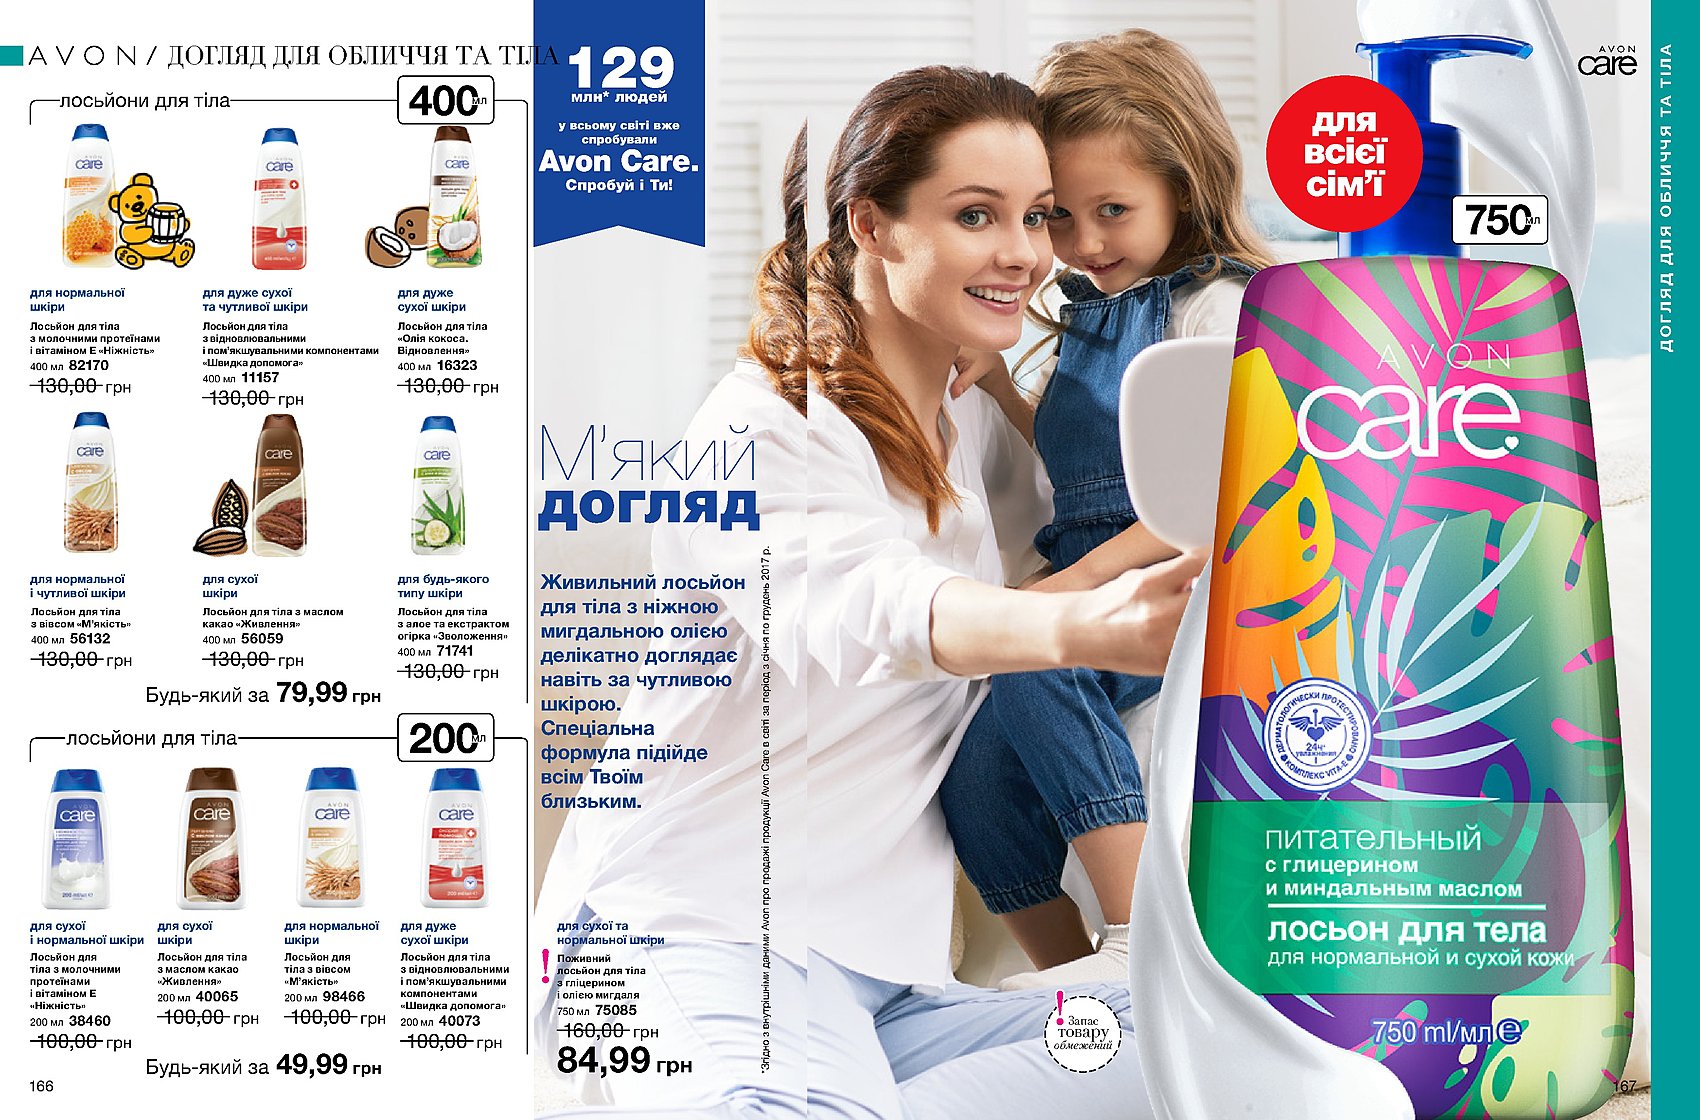 AVON / ДОГЛЯД ДЛЯ ОБЛИЧЧЯ ТА ТІЛА
лосьйони для тіла
400 мл
для нормальної
шкіри
Лосьйон для тіла
з молочними протеїнами
і вітаміном Е «Ніжність»
400 мл 82170
130,00 грн
для дуже сухої
та чутливої шкіри
Лосьйон для тіла
з відновлювальними
і пом'якшувальними компонентами
«Швидка допомога»
400 мл 11157
130,00 грн
для дуже
сухої шкіри
Лосьйон для тіла
«Олія кокоса.
Відновлення»
400 мл 16323
130,00 грн
для нормальної
і чутливої шкіри
Лосьйон для тіла
з вівсом «М'якість»
400 мл 56132
130,00 грн
для сухої
шкіри
Лосьйон для тіла з маслом
какао «Живлення»
400 мл 56059
130,00 грн
для будь-якого
типу шкіри
Лосьйон для тіла
з алое та екстрактом
огірка «Зволоження»
400 мл 71741
130,00 грн
Будь-який за 79,99 грн
лосьйони для тіла
200 мл
для сухої
і нормальної шкіри
Лосьйон для
тіла з молочними
протеїнами
і вітаміном Е
«Ніжність»
200 мл 38460
100,00 грн
для сухої
шкіри
Лосьйон для тіла
з маслом какао
«Живлення»
200 мл 40065
100,00 грн
для нормальної
шкіри
Лосьйон для
тіла з вівсом
«М'якість»
200 мл 98466
100,00 грн
для дуже
сухої шкіри
Лосьйон для тіла
з відновлювальними
і пом'якшувальними
компонентами
«Швидка допомога»
200 мл 40073
100,00 грн
Будь-який за 49,99 грн
166
129
млн* людей
у всьому світі вже
спробували
Avon Care.
Спробуй і Ти!
М'який
догляд
Живильний лосьйон
для тіла з ніжною
мигдальною олією
делікатно доглядає
навіть за чутливою
шкірою.
Спеціальна
формула підійде
всім Твоїм
близьким.
для сухої та
нормальної шкіри
!
Поживний
лосьйон для тіла
з гліцерином
і олією мигдаля
750 мл 75085
160,00 грн
84,99 грн
*Згідно з внутрішніми даними Avon про продажі продукції Avon Care в світі за період з січня по грудень 2017 р.
! Запас
товару
обмежений
для
всієї
сім'ї
750 мл
AVON
care
ДОГЛЯД ДЛЯ ОБЛИЧЧЯ ТА ТІЛА
AVON
care
ДЕРМАТОЛОГИЧЕСКИ ПРОТЕСТИРОВАНО
24ч
увлажнения
КОМПЛЕКС VITA-E
ПИТАТЕЛЬНЫЙ
с глицерином
и миндальным маслом
лосьон для тела
для нормальной и сухой кожи
750 ml/мл e
167